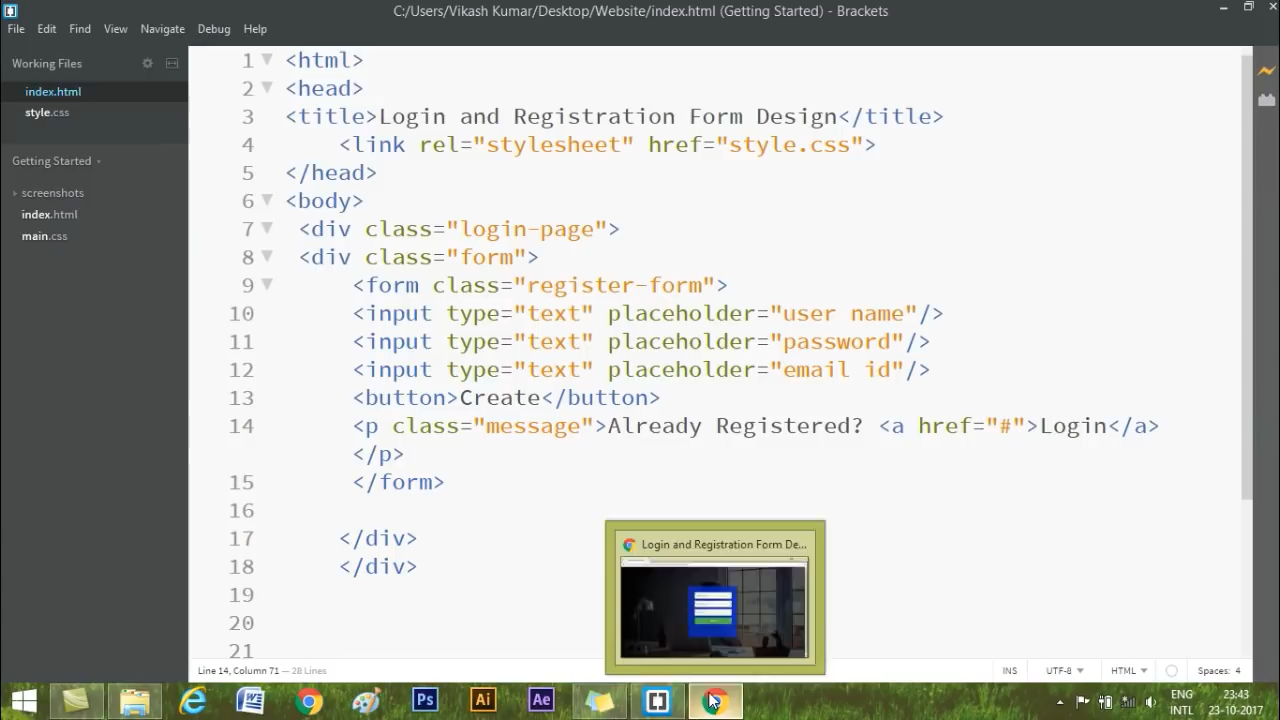 C:/Users/Vikash Kumar/Desktop/Website/index.html (Getting Started) - Brackets
File Edit Find View Navigate Debug Help
Working Files
index.html
style.css
Getting Started
screenshots
index.html
main.css
1 <html>
2 <head>
3 <title>Login and Registration Form Design</title>
4 <link rel="stylesheet" href="style.css">
5 </head>
6 <body>
7 <div class="login-page">
8 <div class="form">
9 <form class="register-form">
10 <input type="text" placeholder="user name"/>
11 <input type="text" placeholder="password"/>
12 <input type="text" placeholder="email id"/>
13 <button>Create</button>
14 <p class="message">Already Registered? <a href="#">Login</a>
</p>
15 </form>
16
17 </div>
18 </div>
19
20
21
Login and Registration Form De...
Line 14, Column 71 — 28 Lines
INS UTF-8 HTML Spaces: 4
W Ps Ai Ae
ENG 23:43
INTL 23-10-2017